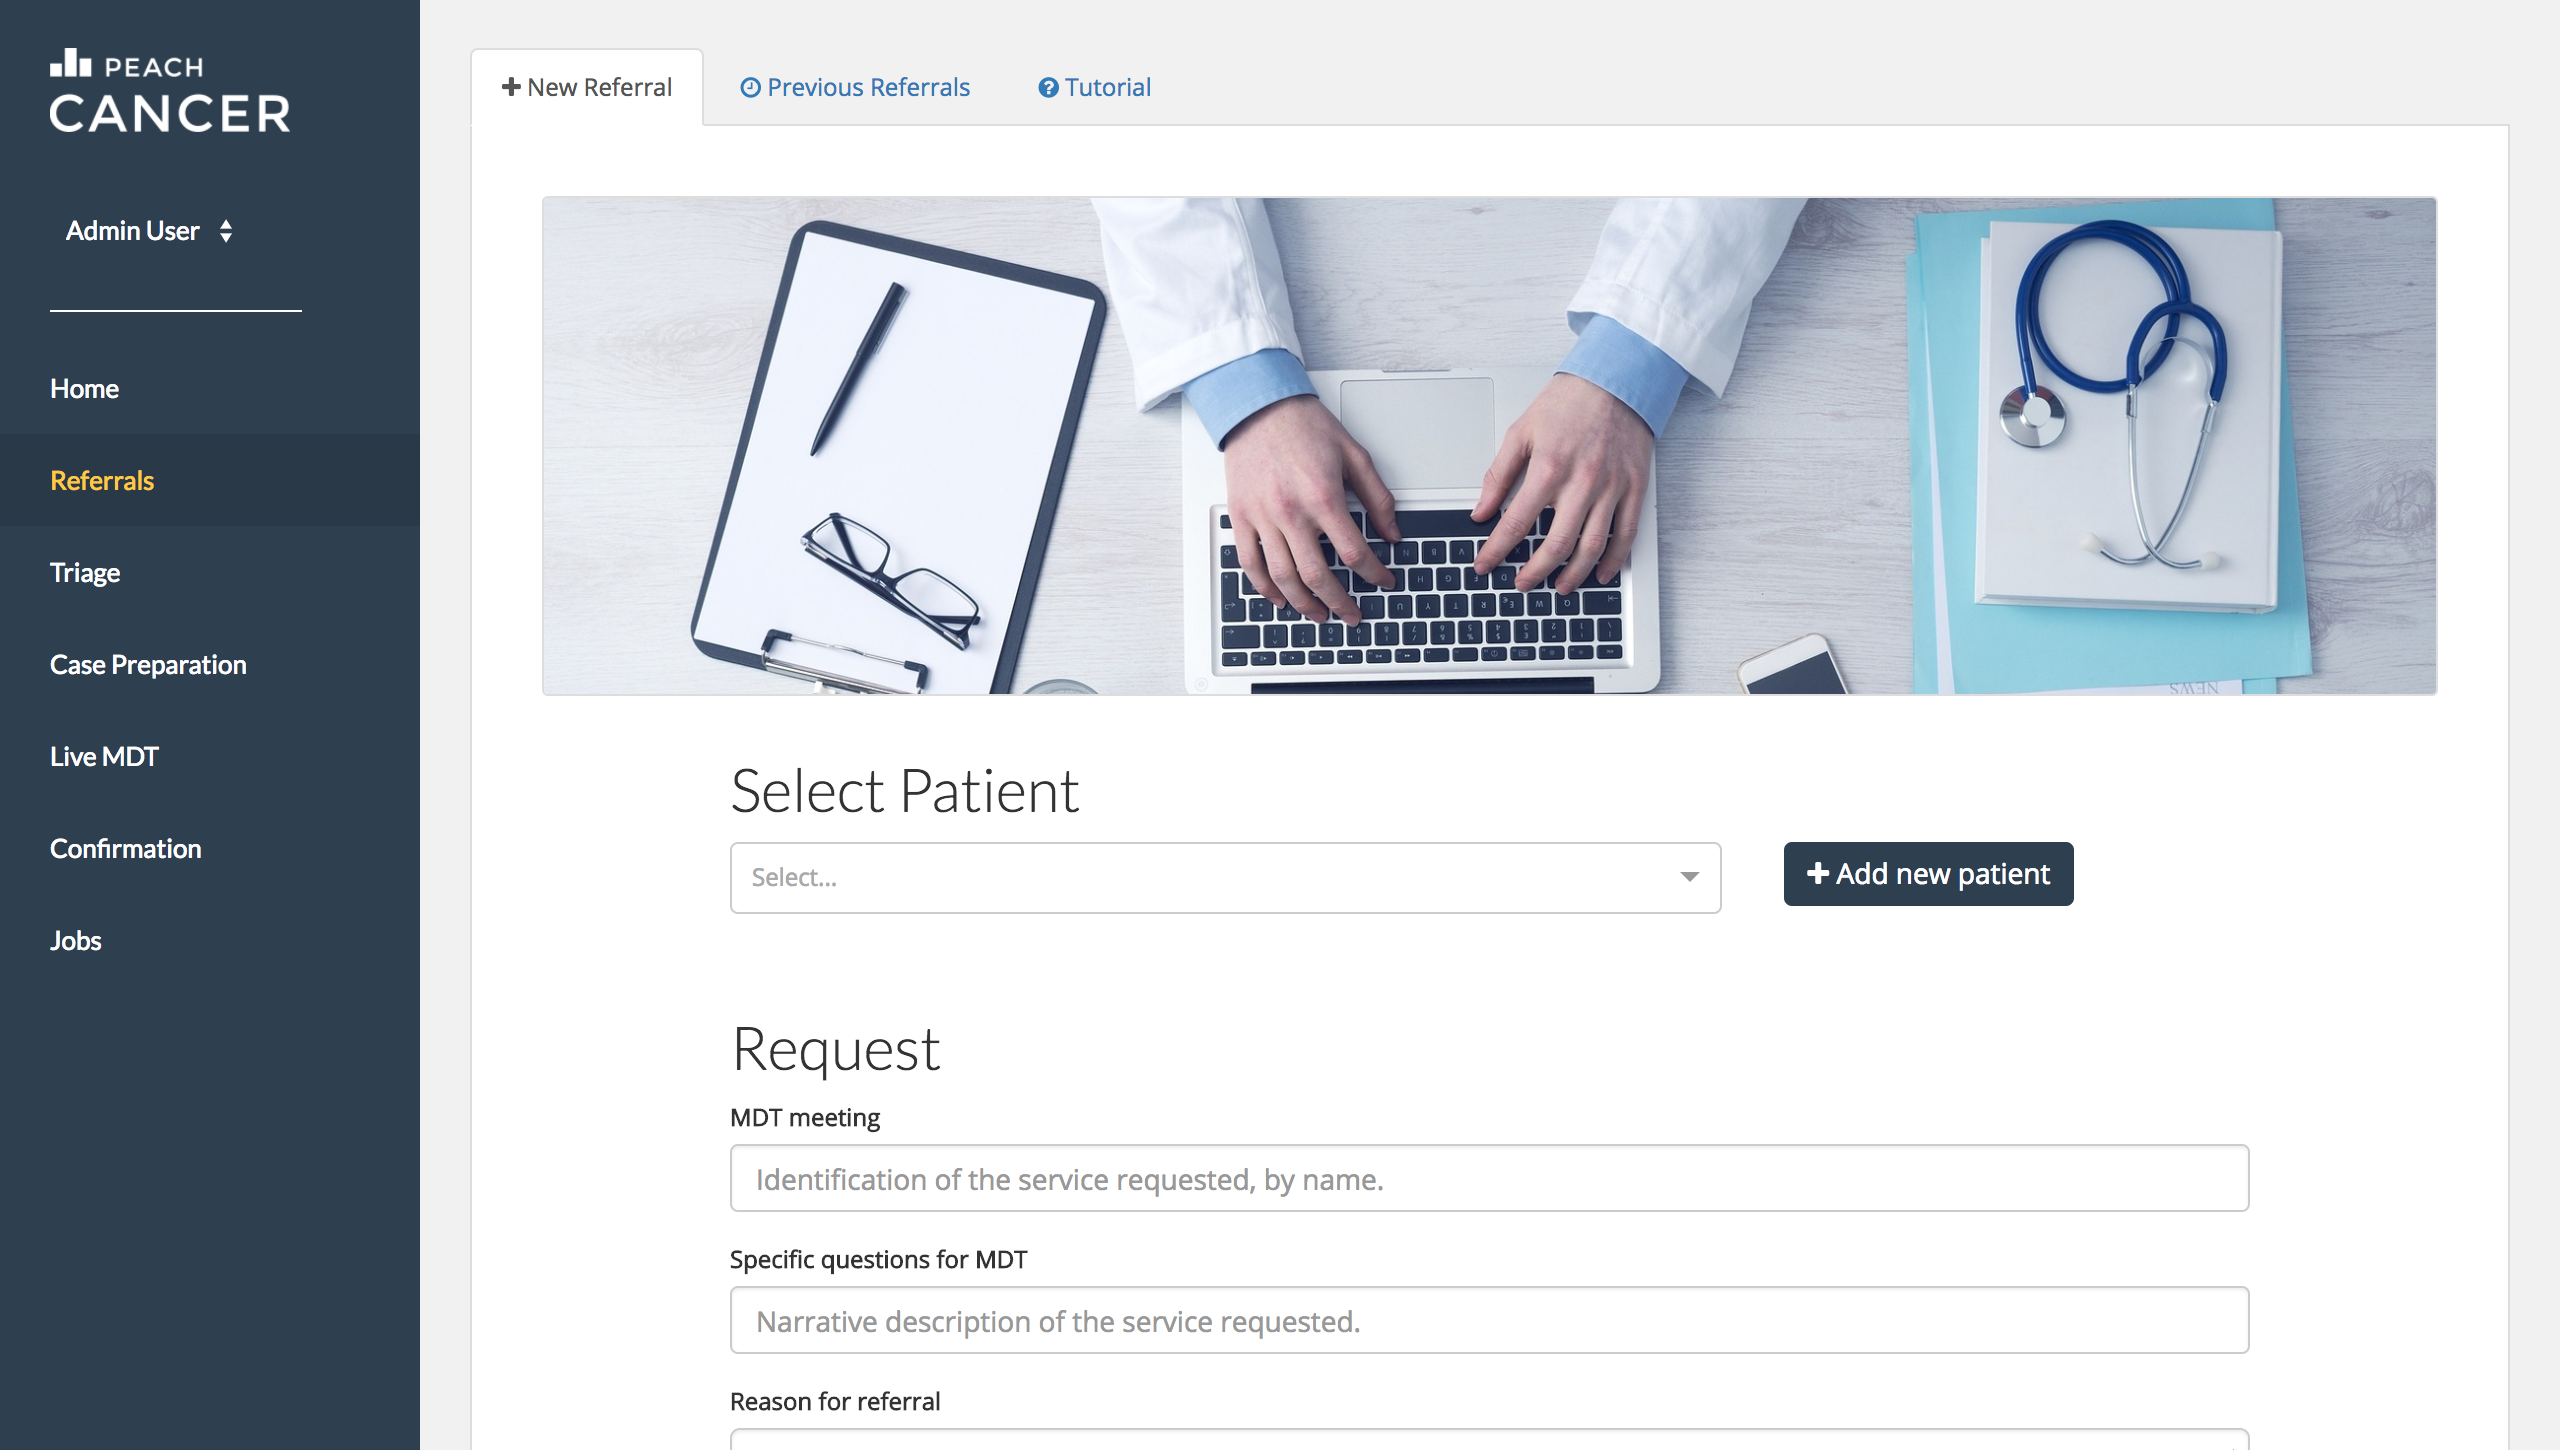 PEACH
CANCER
Admin User
Home
Referrals
Triage
Case Preparation
Live MDT
Confirmation
Jobs
New Referral
Previous Referrals
Tutorial
NEWS
Select Patient
Select...
Add new patient
Request
MDT meeting
Identification of the service requested, by name.
Specific questions for MDT
Narrative description of the service requested.
Reason for referral